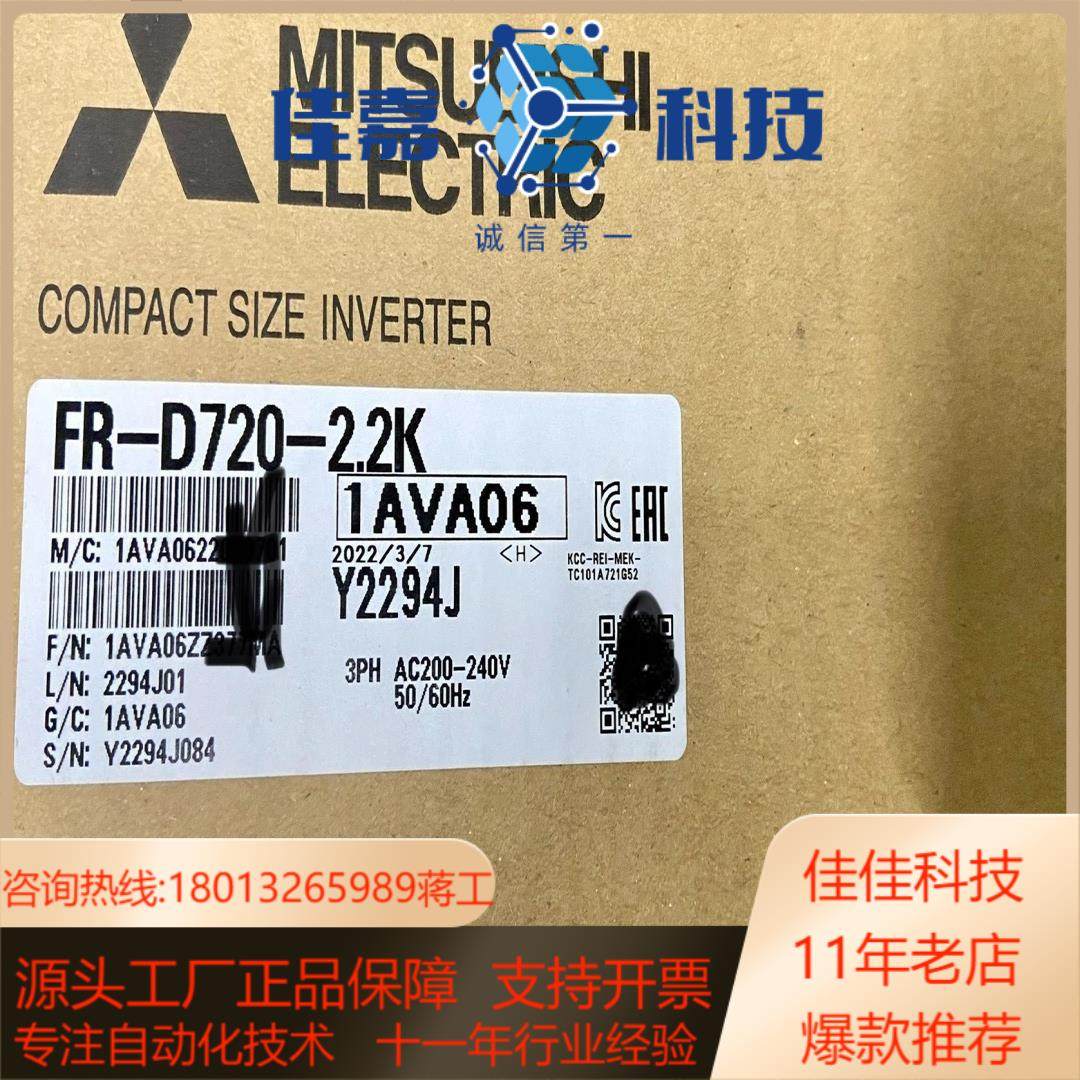 MITSUBISHI
ELECTRIC
佳嘉科技
诚信第一
COMPACT SIZE INVERTER
FR-D720-2.2K
1AVA06
EAC
M/C: 1AVA0622
2022/3/7 <H>
KCC-REI-MEK-
TC101A721G52
Y2294J
F/N: 1AVA06ZZ377MA
L/N: 2294J01
G/C: 1AVA06
S/N: Y2294J084
3PH AC200-240V
50/60Hz
咨询热线:18013265989蒋工
佳佳科技
11年老店
爆款推荐
源头工厂正品保障 支持开票
专注自动化技术 十一年行业经验